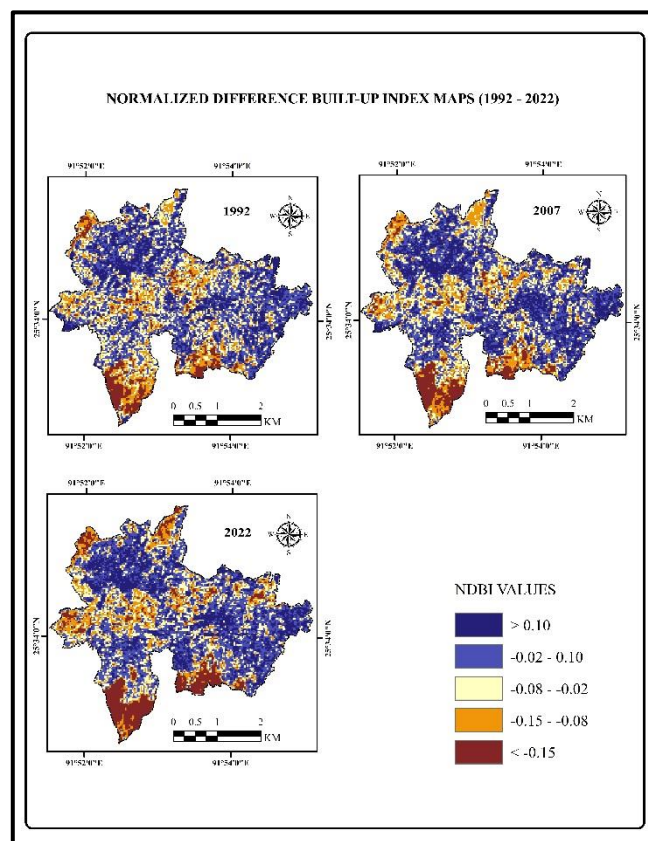 NORMALIZED DIFFERENCE BUILT-UP INDEX MAPS (1992 - 2022)
91°52'0"E 91°54'0"E
1992
N
W E
S
25°34'0"N 25°34'0"N
0 0.5 1 2
KM
91°52'0"E 91°54'0"E
91°52'0"E 91°54'0"E
2007
N
W E
S
25°34'0"N 25°34'0"N
0 0.5 1 2
KM
91°52'0"E 91°54'0"E
91°52'0"E 91°54'0"E
2022
N
W E
S
25°34'0"N 25°34'0"N
0 0.5 1 2
KM
91°52'0"E 91°54'0"E
NDBI VALUES
> 0.10
-0.02 - 0.10
-0.08 - -0.02
-0.15 - -0.08
< -0.15